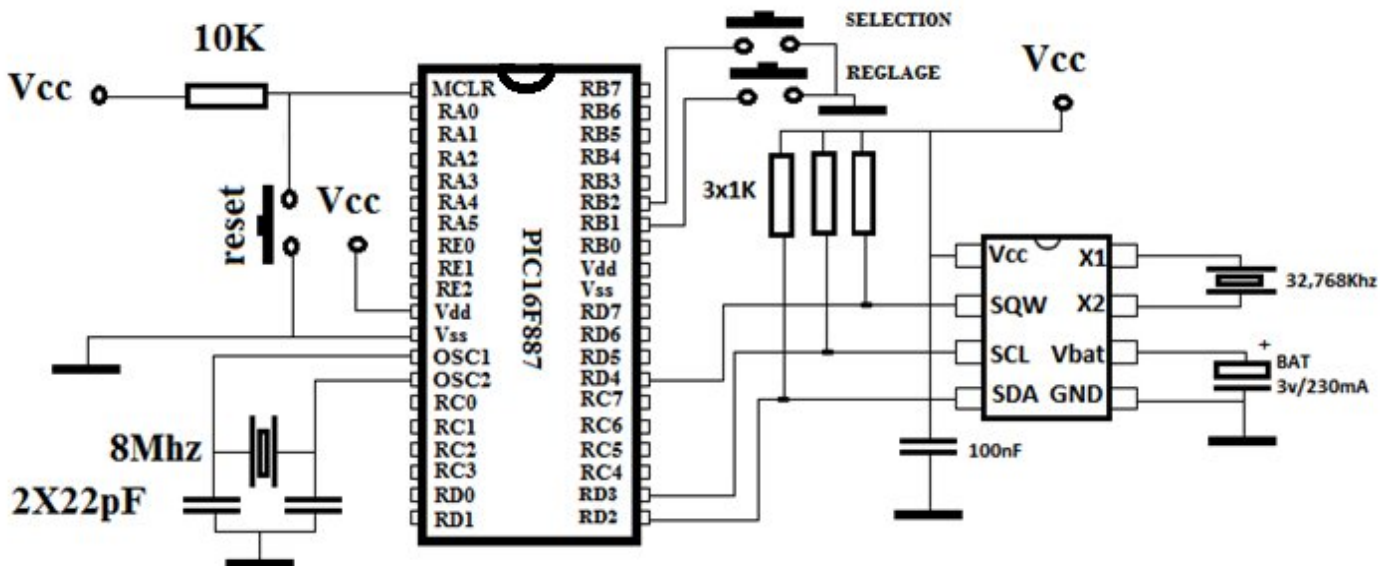 10K
Vcc
reset
Vcc
8Mhz
2X22pF
MCLR
RA0
RA1
RA2
RA3
RA4
RA5
RE0
RE1
RE2
Vdd
Vss
OSC1
OSC2
RC0
RC1
RC2
RC3
RD0
RD1
PIC16F887
RB7
RB6
RB5
RB4
RB3
RB2
RB1
RB0
Vdd
Vss
RD7
RD6
RD5
RD4
RC7
RC6
RC5
RC4
RD3
RD2
SELECTION
REGLAGE
Vcc
3x1K
Vcc
SQW
SCL
SDA
X1
X2
Vbat
GND
32,768Khz
+
BAT
3v/230mA
100nF